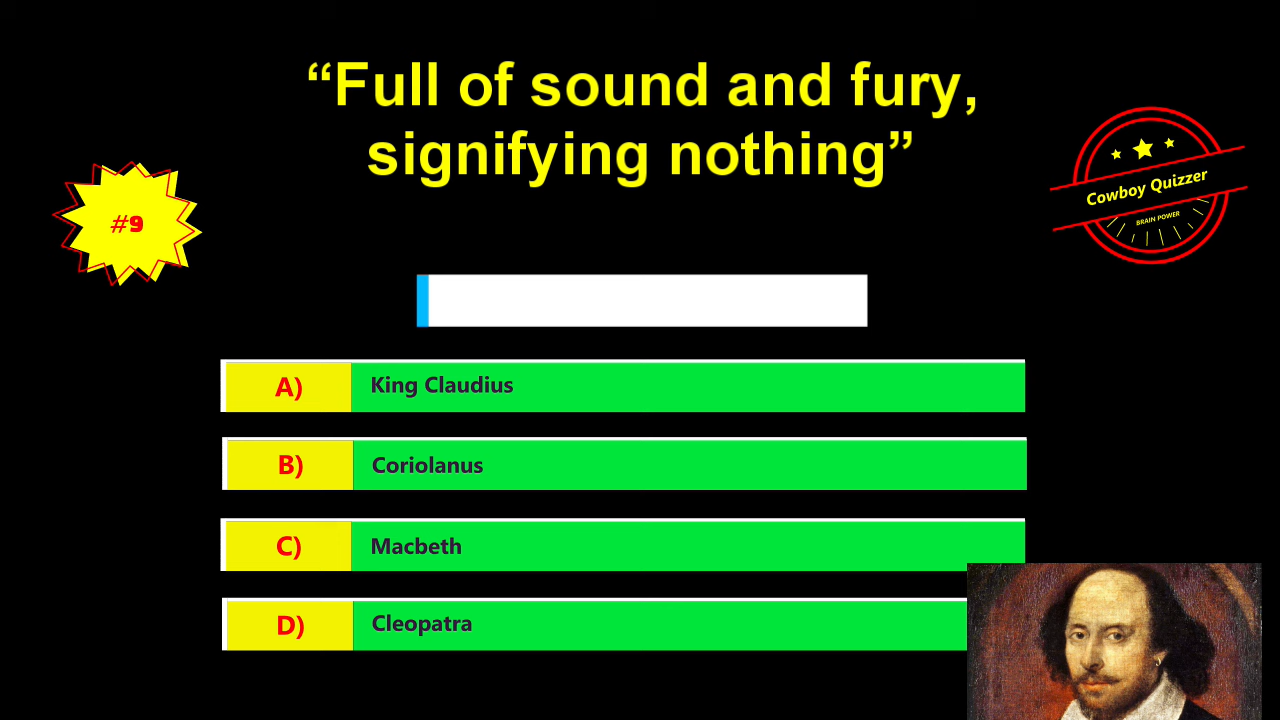 “Full of sound and fury,
signifying nothing”
#9
Cowboy Quizzer
BRAIN POWER
A) King Claudius
B) Coriolanus
C) Macbeth
D) Cleopatra